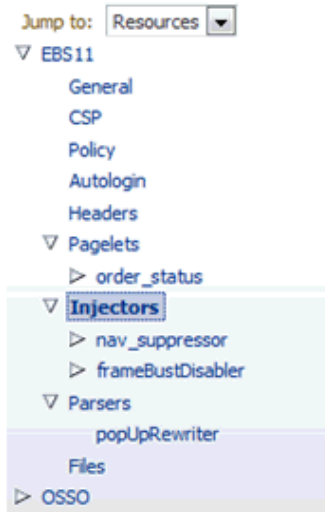 Jump to: Resources
EBS11
General
CSP
Policy
Autologin
Headers
Pagelets
order_status
Injectors
nav_suppressor
frameBustDisabler
Parsers
popUpRewriter
Files
OSSO